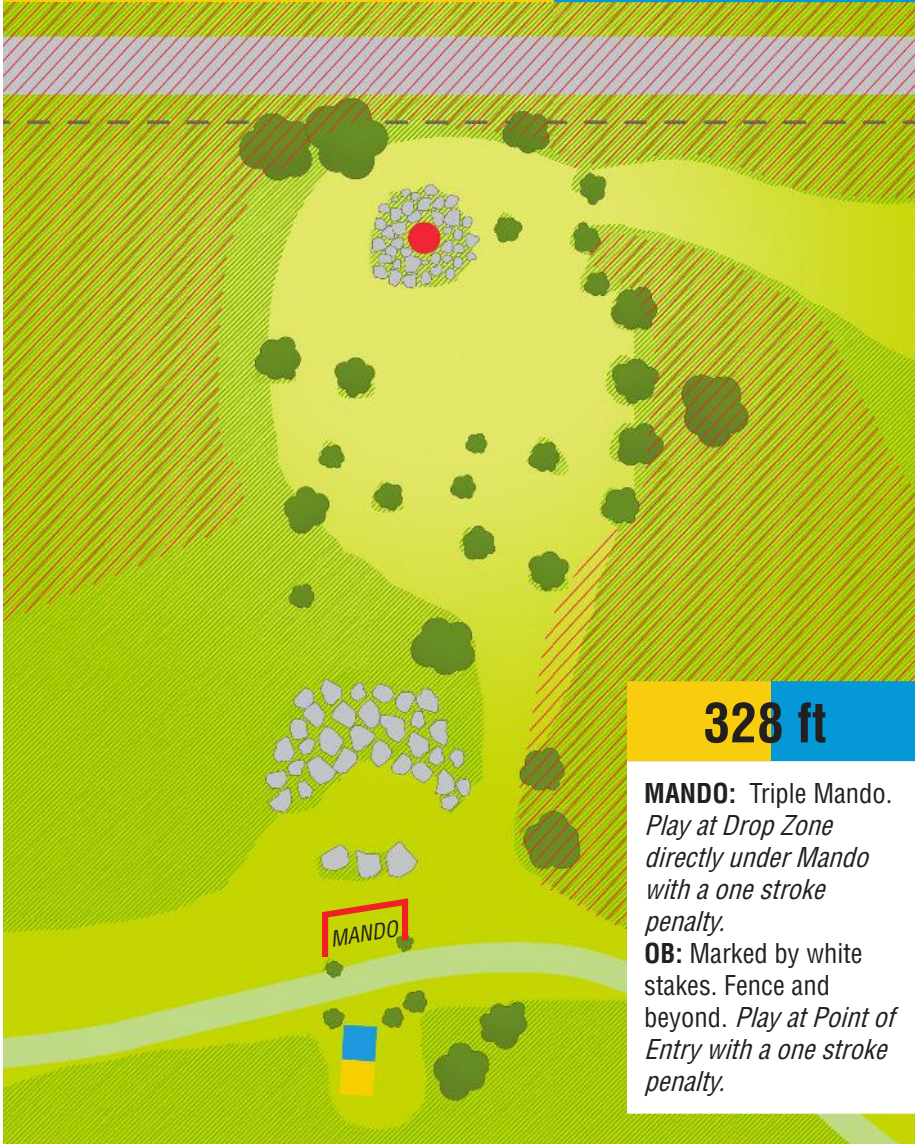 328 ft
MANDO: Triple Mando.
Play at Drop Zone
directly under Mando
with a one stroke
penalty.
OB: Marked by white
stakes. Fence and
beyond. Play at Point of
Entry with a one stroke
penalty.
MANDO